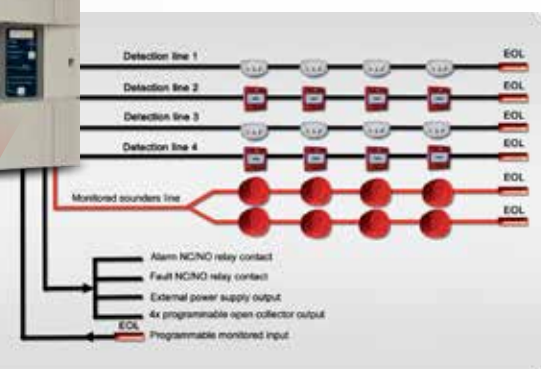 Detection line 1
EOL
Detection line 2
EOL
Detection line 3
EOL
Detection line 4
EOL
Monitored sounders line
EOL
EOL
Alarm NC/NO relay contact
Fault NC/NO relay contact
External power supply output
4x programmable open collector output
EOL
Programmable monitored input